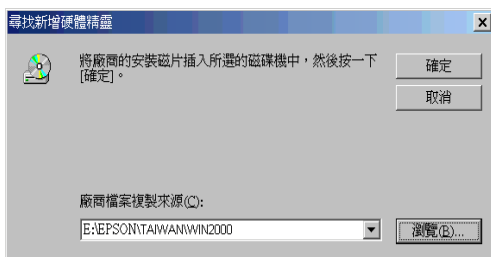 尋找新增硬體精靈
將廠商的安裝磁片插入所選的磁碟機中，然後按一下
[確定]。
確定
取消
廠商檔案複製來源(C):
E:\EPSON\TAIWAN\WIN2000
瀏覽(B)...